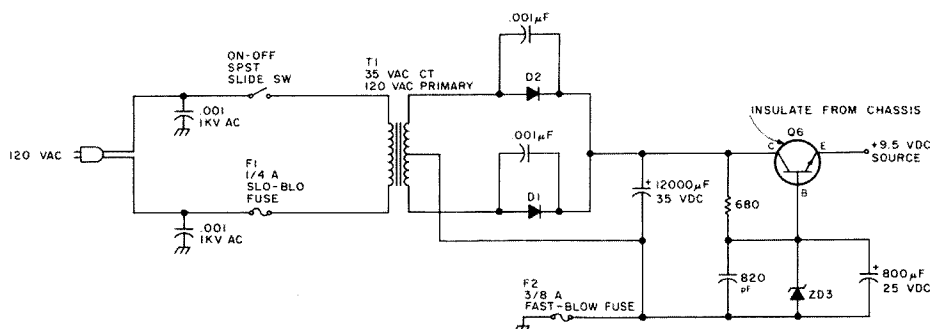 .001µF
ON-OFF
SPST
SLIDE SW
T1
35 VAC CT
120 VAC PRIMARY
D2
.001
1KV AC
INSULATE FROM CHASSIS
Q6
C
E
B
+9.5 VDC
SOURCE
120 VAC
F1
1/4 A
SLO-BLO
FUSE
.001µF
D1
+
12000µF
35 VDC
680
.001
1KV AC
820
pF
ZD3
+
800µF
25 VDC
F2
3/8 A
FAST-BLOW FUSE